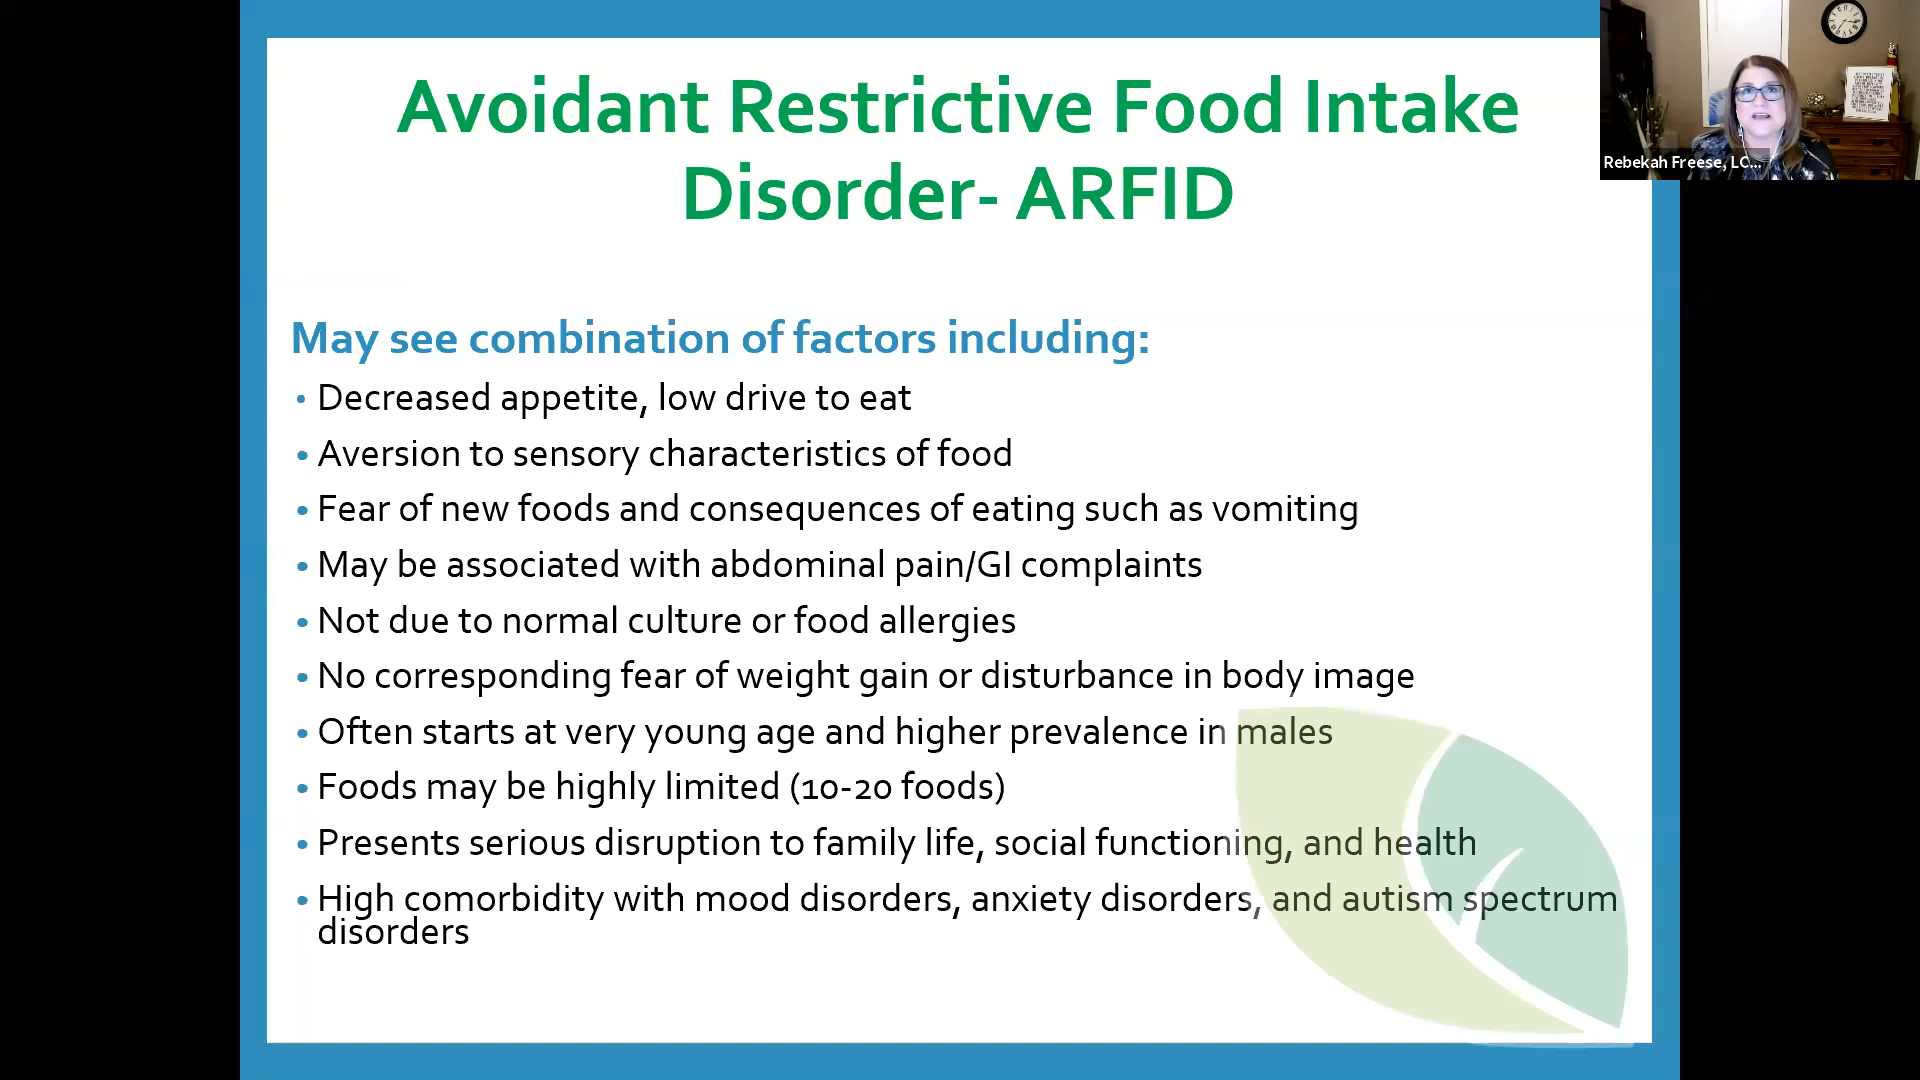 Avoidant Restrictive Food Intake
Disorder- ARFID
Rebekah Freese, LC...
May see combination of factors including:
• Decreased appetite, low drive to eat
• Aversion to sensory characteristics of food
• Fear of new foods and consequences of eating such as vomiting
• May be associated with abdominal pain/GI complaints
• Not due to normal culture or food allergies
• No corresponding fear of weight gain or disturbance in body image
• Often starts at very young age and higher prevalence in males
• Foods may be highly limited (10-20 foods)
• Presents serious disruption to family life, social functioning, and health
• High comorbidity with mood disorders, anxiety disorders, and autism spectrum
disorders